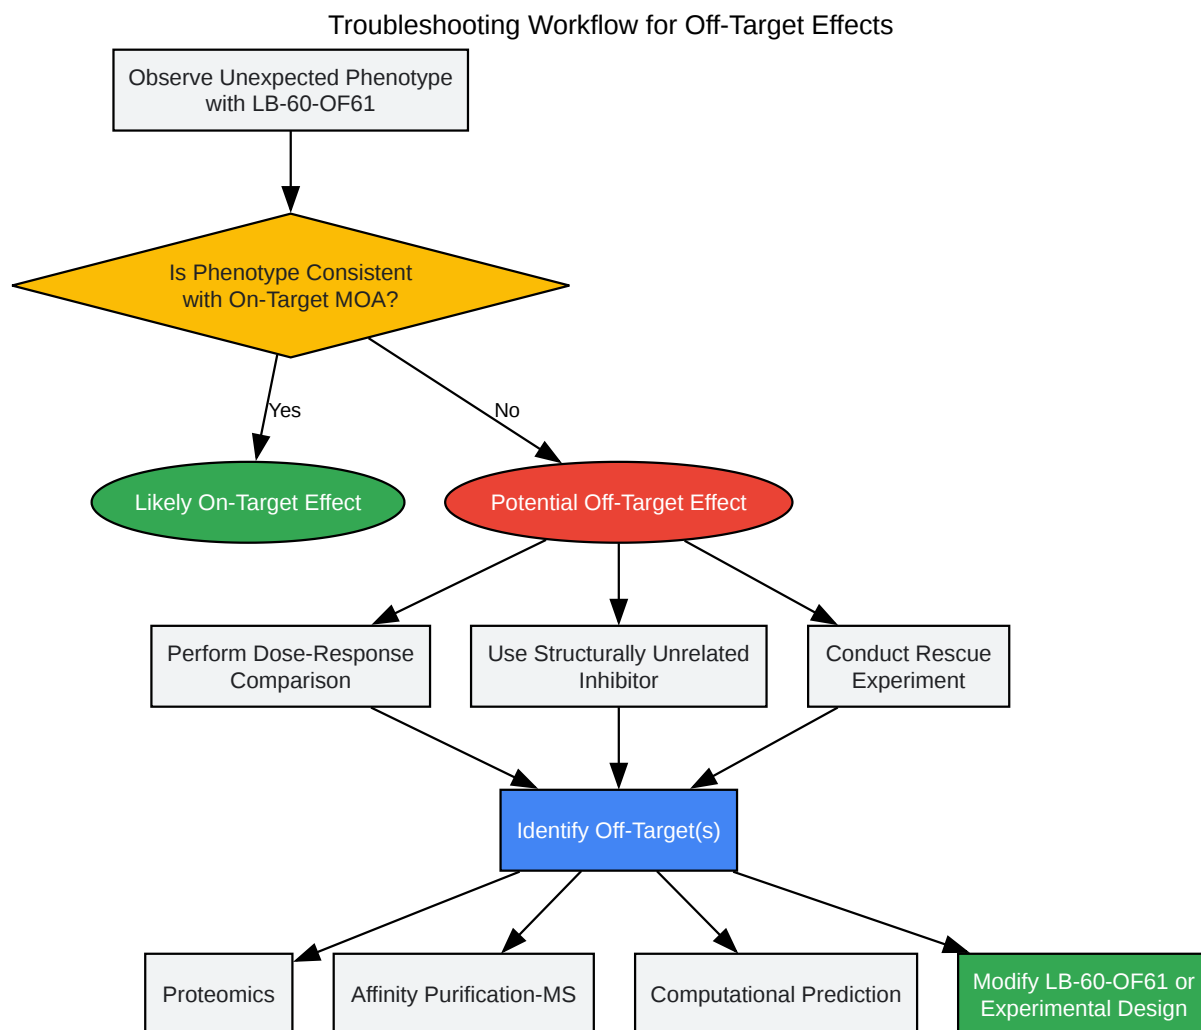 Troubleshooting Workflow for Off-Target Effects
Observe Unexpected Phenotype
with LB-60-OF61
Is Phenotype Consistent
with On-Target MOA?
Yes
No
Likely On-Target Effect
Potential Off-Target Effect
Perform Dose-Response
Comparison
Use Structurally Unrelated
Inhibitor
Conduct Rescue
Experiment
Identify Off-Target(s)
Proteomics
Affinity Purification-MS
Computational Prediction
Modify LB-60-OF61 or
Experimental Design